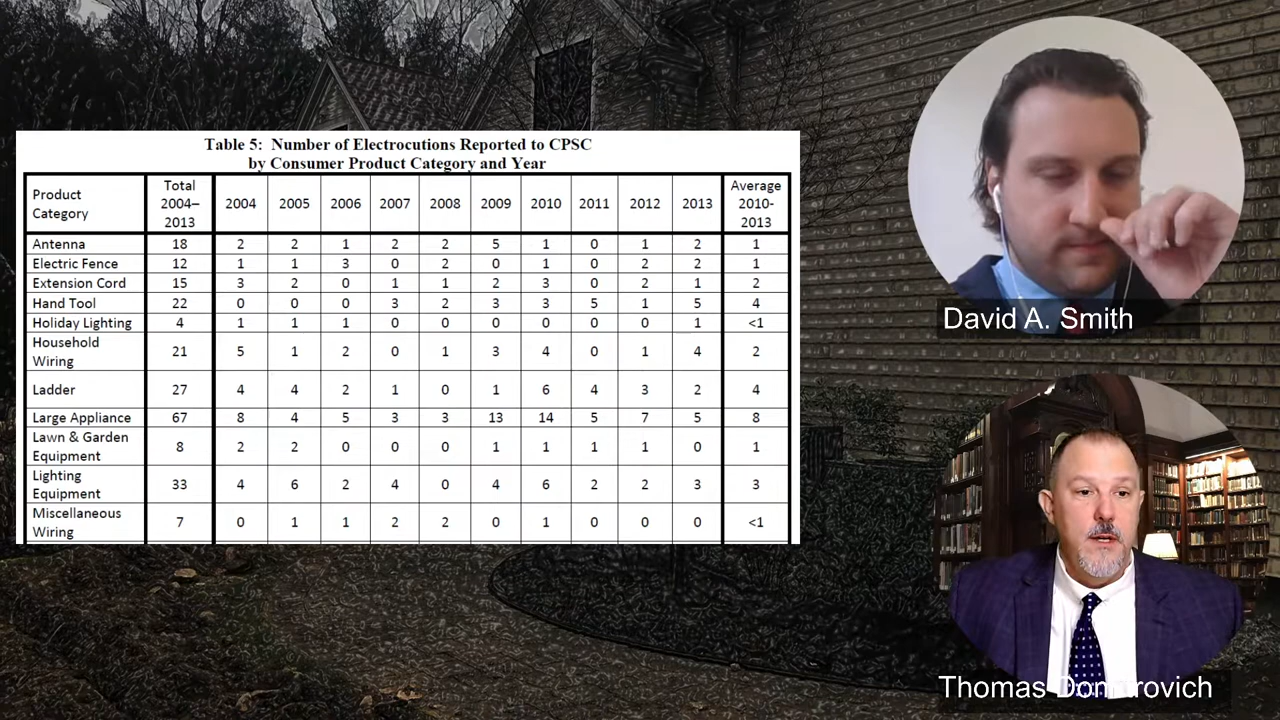 Table 5: Number of Electrocutions Reported to CPSC
by Consumer Product Category and Year
Product Category Total 2004–2013 2004 2005 2006 2007 2008 2009 2010 2011 2012 2013 Average 2010-2013
Antenna 18 2 2 1 2 2 5 1 0 1 2 1
Electric Fence 12 1 1 3 0 2 0 1 0 2 2 1
Extension Cord 15 3 2 0 1 1 2 3 0 2 1 2
Hand Tool 22 0 0 0 3 2 3 3 5 1 5 4
Holiday Lighting 4 1 1 1 0 0 0 0 0 0 1 <1
Household Wiring 21 5 1 2 0 1 3 4 0 1 4 2
Ladder 27 4 4 2 1 0 1 6 4 3 2 4
Large Appliance 67 8 4 5 3 3 13 14 5 7 5 8
Lawn & Garden Equipment 8 2 2 0 0 0 1 1 1 1 0 1
Lighting Equipment 33 4 6 2 4 0 4 6 2 2 3 3
Miscellaneous Wiring 7 0 1 1 2 2 0 1 0 0 0 <1
David A. Smith
Thomas